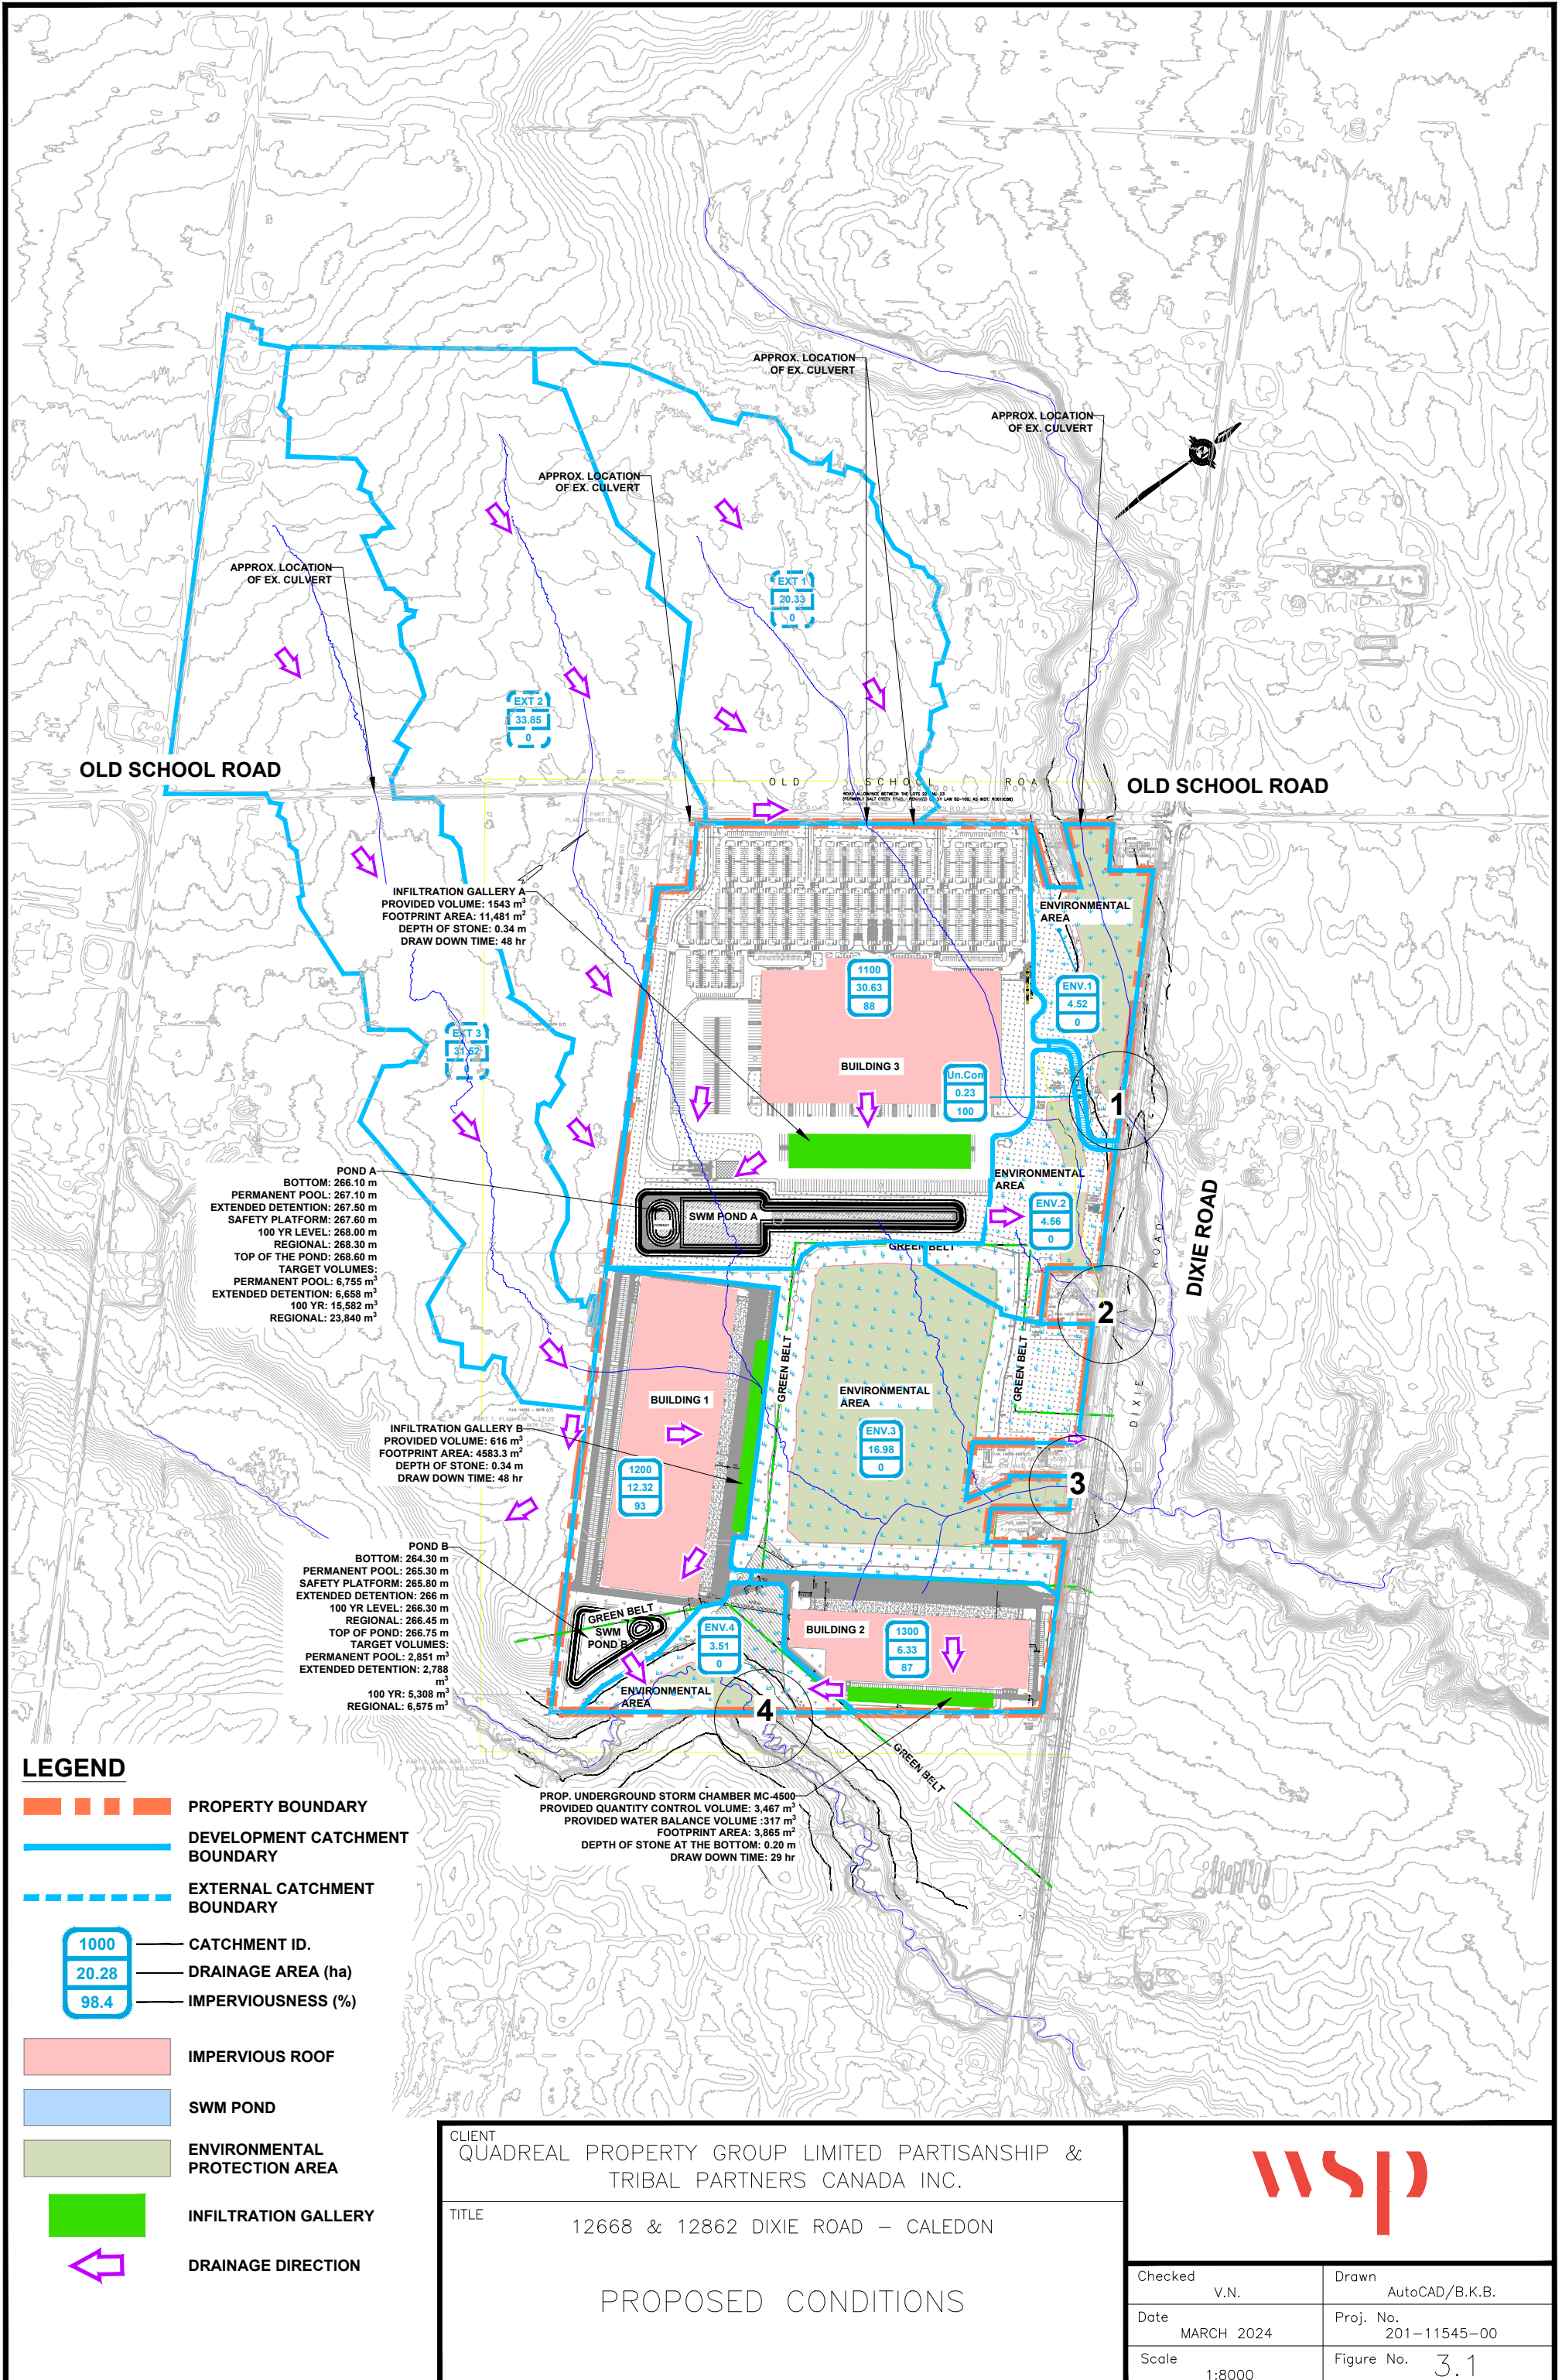 APPROX. LOCATION
OF EX. CULVERT
APPROX. LOCATION
OF EX. CULVERT
APPROX. LOCATION
OF EX. CULVERT
APPROX. LOCATION
OF EX. CULVERT
EXT 1
20.33
0
EXT 2
33.85
0
OLD SCHOOL ROAD
OLD SCHOOL ROA
OLD SCHOOL ROAD
INFILTRATION GALLERY A
PROVIDED VOLUME: 1543 m³
FOOTPRINT AREA: 11,481 m²
DEPTH OF STONE: 0.34 m
DRAW DOWN TIME: 48 hr
ENVIRONMENTAL
AREA
1100
30.63
88
ENV.1
4.52
0
EXT 3
31.52
0
BUILDING 3
Un.Con
0.23
100
1
POND A
BOTTOM: 266.10 m
PERMANENT POOL: 267.10 m
EXTENDED DETENTION: 267.50 m
SAFETY PLATFORM: 267.60 m
100 YR LEVEL: 268.00 m
REGIONAL: 268.30 m
TOP OF THE POND: 268.60 m
TARGET VOLUMES:
PERMANENT POOL: 6,755 m³
EXTENDED DETENTION: 6,658 m³
100 YR: 15,582 m³
REGIONAL: 23,840 m³
ENVIRONMENTAL
AREA
ENV.2
4.56
0
SWM POND A
GREEN BELT
DIXIE ROAD
ROAD
DIXIE
2
GREEN BELT
GREEN BELT
BUILDING 1
ENVIRONMENTAL
AREA
ENV.3
16.98
0
INFILTRATION GALLERY B
PROVIDED VOLUME: 616 m³
FOOTPRINT AREA: 4583.3 m²
DEPTH OF STONE: 0.34 m
DRAW DOWN TIME: 48 hr
1200
12.32
93
3
POND B
BOTTOM: 264.30 m
PERMANENT POOL: 265.30 m
SAFETY PLATFORM: 265.80 m
EXTENDED DETENTION: 266 m
100 YR LEVEL: 266.30 m
REGIONAL: 266.45 m
TOP OF POND: 266.75 m
TARGET VOLUMES:
PERMANENT POOL: 2,851 m³
EXTENDED DETENTION: 2,788
m³
100 YR: 5,308 m³
REGIONAL: 6,575 m³
GREEN BELT
SWM
POND B
ENV.4
3.51
0
BUILDING 2
1300
6.33
87
ENVIRONMENTAL
AREA
4
GREEN BELT
PROP. UNDERGROUND STORM CHAMBER MC-4500
PROVIDED QUANTITY CONTROL VOLUME: 3,467 m³
PROVIDED WATER BALANCE VOLUME :317 m³
FOOTPRINT AREA: 3,865 m²
DEPTH OF STONE AT THE BOTTOM: 0.20 m
DRAW DOWN TIME: 29 hr
LEGEND
PROPERTY BOUNDARY
DEVELOPMENT CATCHMENT
BOUNDARY
EXTERNAL CATCHMENT
BOUNDARY
1000
CATCHMENT ID.
20.28
DRAINAGE AREA (ha)
98.4
IMPERVIOUSNESS (%)
IMPERVIOUS ROOF
SWM POND
ENVIRONMENTAL
PROTECTION AREA
INFILTRATION GALLERY
DRAINAGE DIRECTION
CLIENT
QUADREAL PROPERTY GROUP LIMITED PARTISANSHIP &
TRIBAL PARTNERS CANADA INC.
TITLE
12668 & 12862 DIXIE ROAD – CALEDON
PROPOSED CONDITIONS
wsp
Checked
V.N.
Drawn
AutoCAD/B.K.B.
Date
MARCH 2024
Proj. No.
201-11545-00
Scale
1:8000
Figure No.
3.1